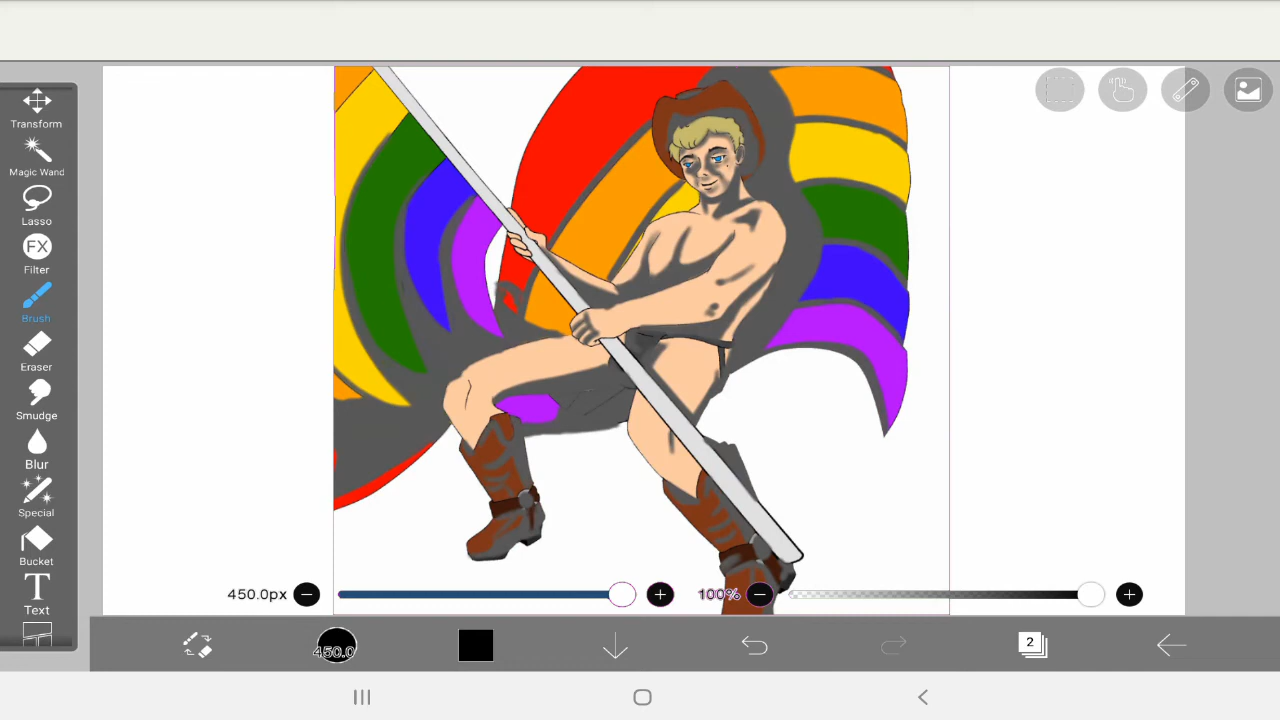 Transform
Magic Wand
Lasso
FX
Filter
Brush
Eraser
Smudge
Blur
Special
Bucket
T
Text
450.0px
100%
450.0
2